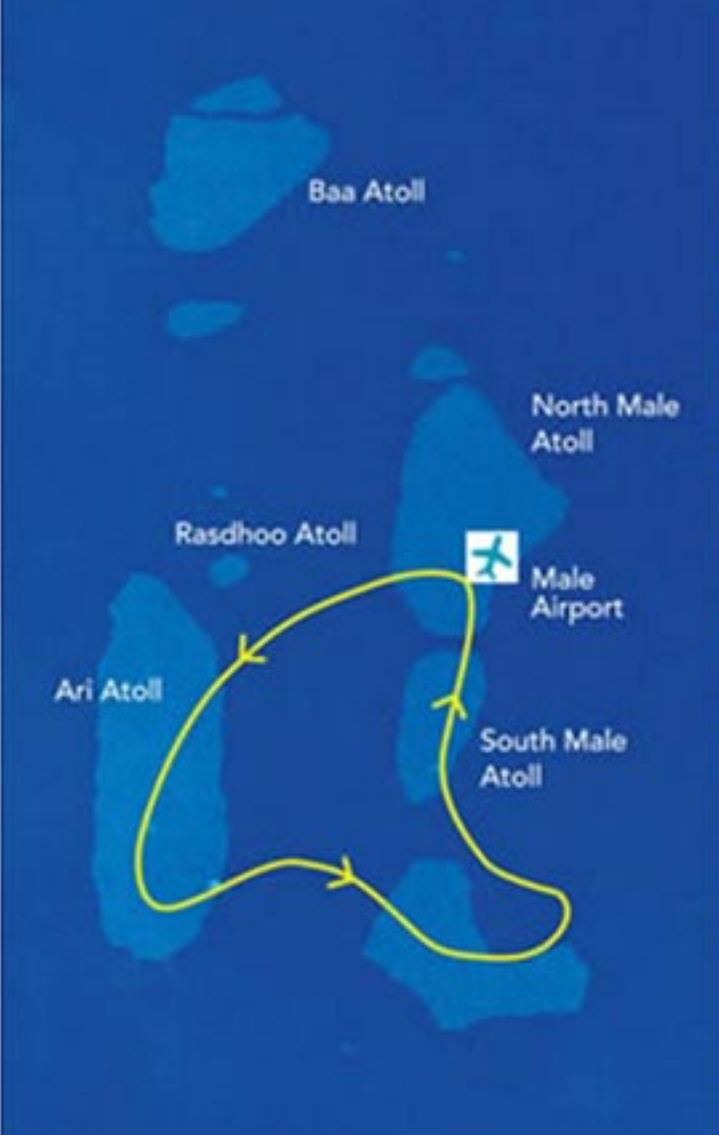 Baa Atoll
North Male
Atoll
Rasdhoo Atoll
Male
Airport
Ari Atoll
South Male
Atoll